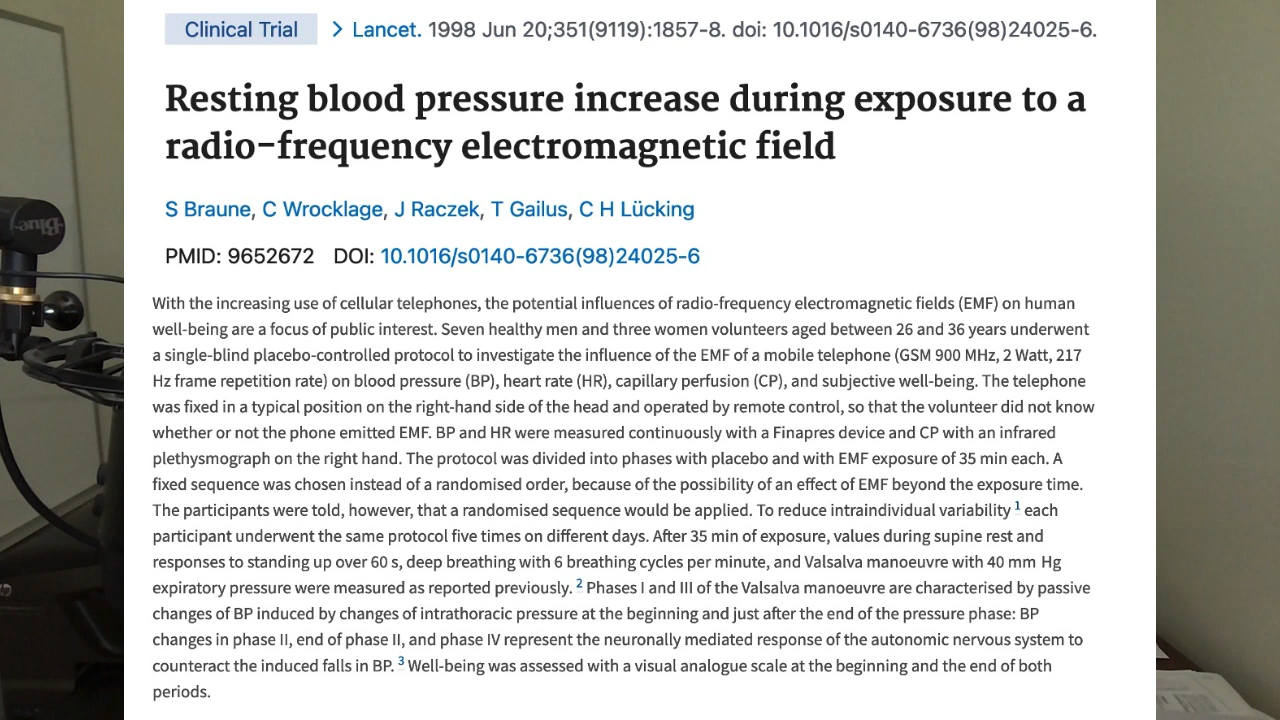 Clinical Trial > Lancet. 1998 Jun 20;351(9119):1857-8. doi: 10.1016/s0140-6736(98)24025-6.
Resting blood pressure increase during exposure to a
radio-frequency electromagnetic field
S Braune, C Wrocklage, J Raczek, T Gailus, C H Lücking
PMID: 9652672 DOI: 10.1016/s0140-6736(98)24025-6
With the increasing use of cellular telephones, the potential influences of radio-frequency electromagnetic fields (EMF) on human
well-being are a focus of public interest. Seven healthy men and three women volunteers aged between 26 and 36 years underwent
a single-blind placebo-controlled protocol to investigate the influence of the EMF of a mobile telephone (GSM 900 MHz, 2 Watt, 217
Hz frame repetition rate) on blood pressure (BP), heart rate (HR), capillary perfusion (CP), and subjective well-being. The telephone
was fixed in a typical position on the right-hand side of the head and operated by remote control, so that the volunteer did not know
whether or not the phone emitted EMF. BP and HR were measured continuously with a Finapres device and CP with an infrared
plethysmograph on the right hand. The protocol was divided into phases with placebo and with EMF exposure of 35 min each. A
fixed sequence was chosen instead of a randomised order, because of the possibility of an effect of EMF beyond the exposure time.
The participants were told, however, that a randomised sequence would be applied. To reduce intraindividual variability 1 each
participant underwent the same protocol five times on different days. After 35 min of exposure, values during supine rest and
responses to standing up over 60 s, deep breathing with 6 breathing cycles per minute, and Valsalva manoeuvre with 40 mm Hg
expiratory pressure were measured as reported previously. 2 Phases I and III of the Valsalva manoeuvre are characterised by passive
changes of BP induced by changes of intrathoracic pressure at the beginning and just after the end of the pressure phase: BP
changes in phase II, end of phase II, and phase IV represent the neuronally mediated response of the autonomic nervous system to
counteract the induced falls in BP. 3 Well-being was assessed with a visual analogue scale at the beginning and the end of both
periods.
Blue